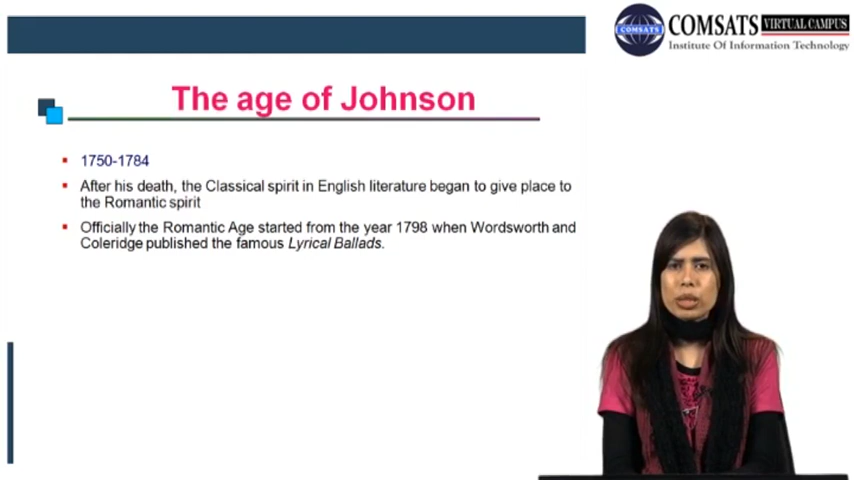 COMSATS VIRTUAL CAMPUS
COMSATS
Institute Of Information Technology
The age of Johnson
1750-1784
After his death, the Classical spirit in English literature began to give place to
the Romantic spirit
Officially the Romantic Age started from the year 1798 when Wordsworth and
Coleridge published the famous Lyrical Ballads.